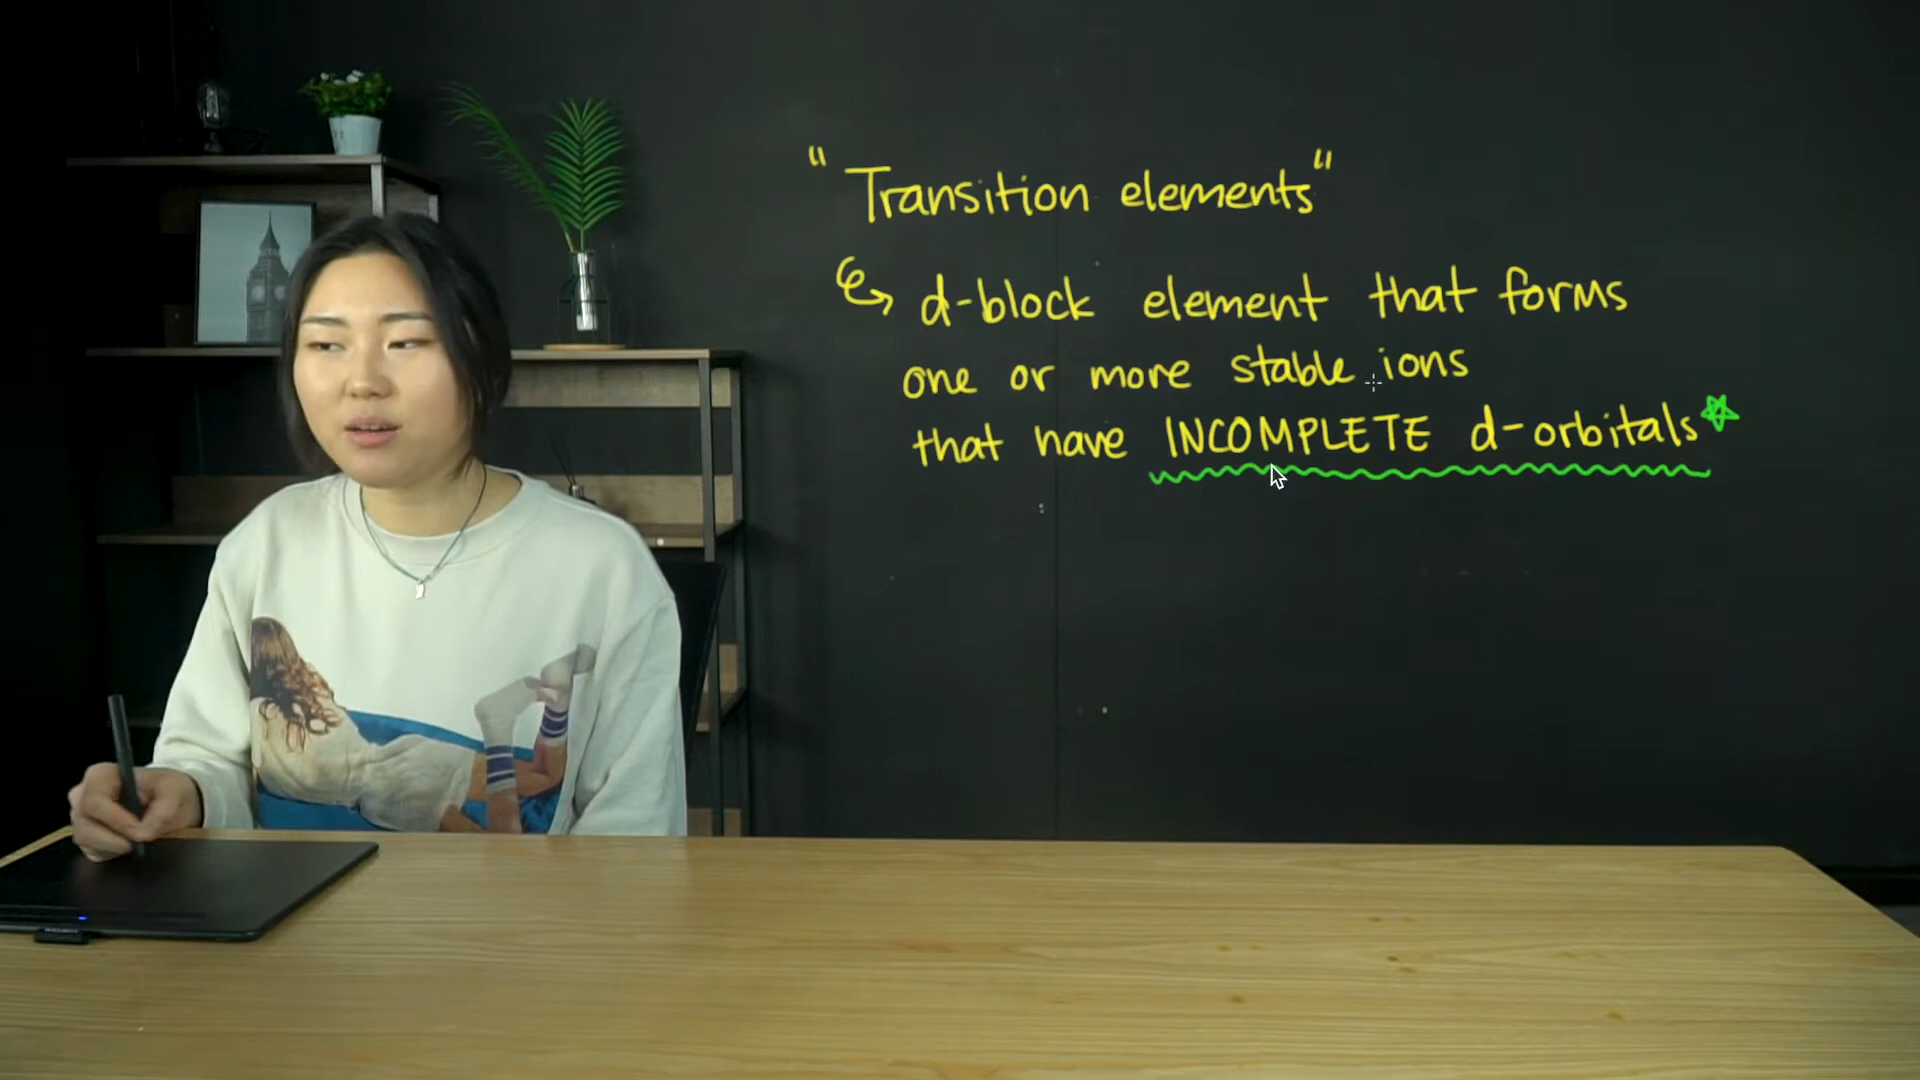 "Transition elements"
↪ d-block element that forms
one or more stable ions
that have INCOMPLETE d-orbitals☆